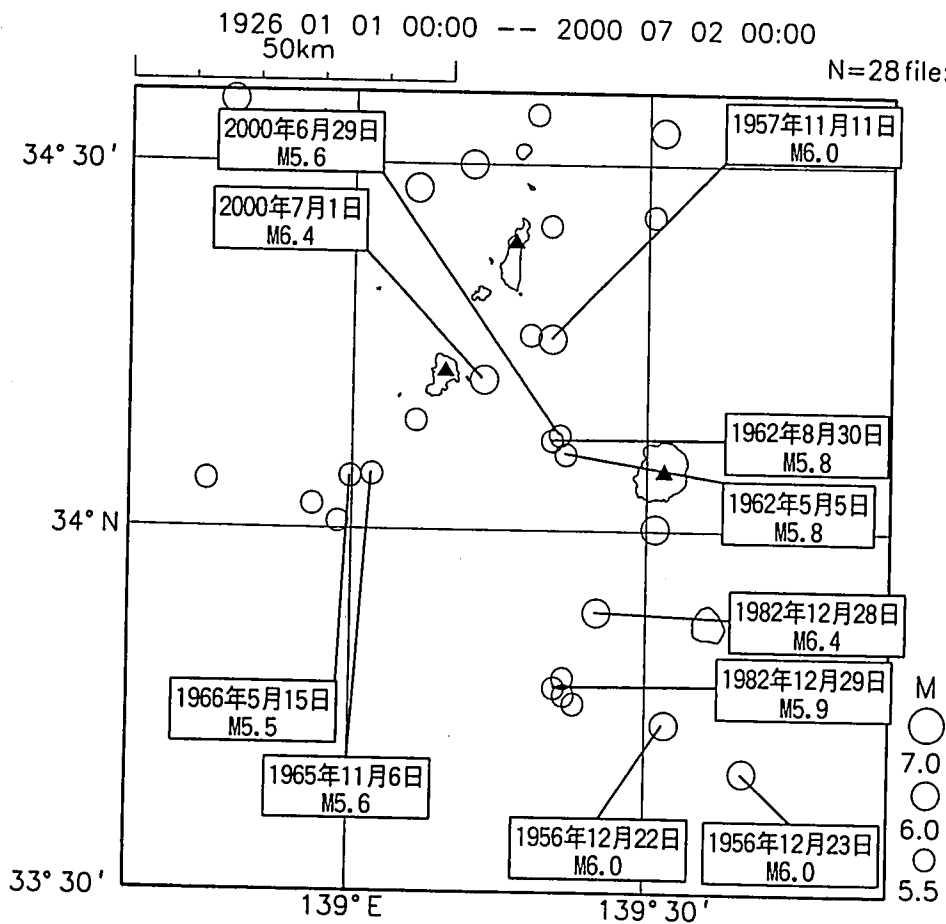 1926 01 01 00:00 -- 2000 07 02 00:00
50km
N=28files
2000年6月29日
M5.6
1957年11月11日
M6.0
34° 30'
2000年7月1日
M6.4
1962年8月30日
M5.8
1962年5月5日
M5.8
34° N
1982年12月28日
M6.4
1982年12月29日
M5.9
1966年5月15日
M5.5
1965年11月6日
M5.6
1956年12月22日
M6.0
1956年12月23日
M6.0
M
7.0
6.0
5.5
33° 30'
139° E
139° 30'